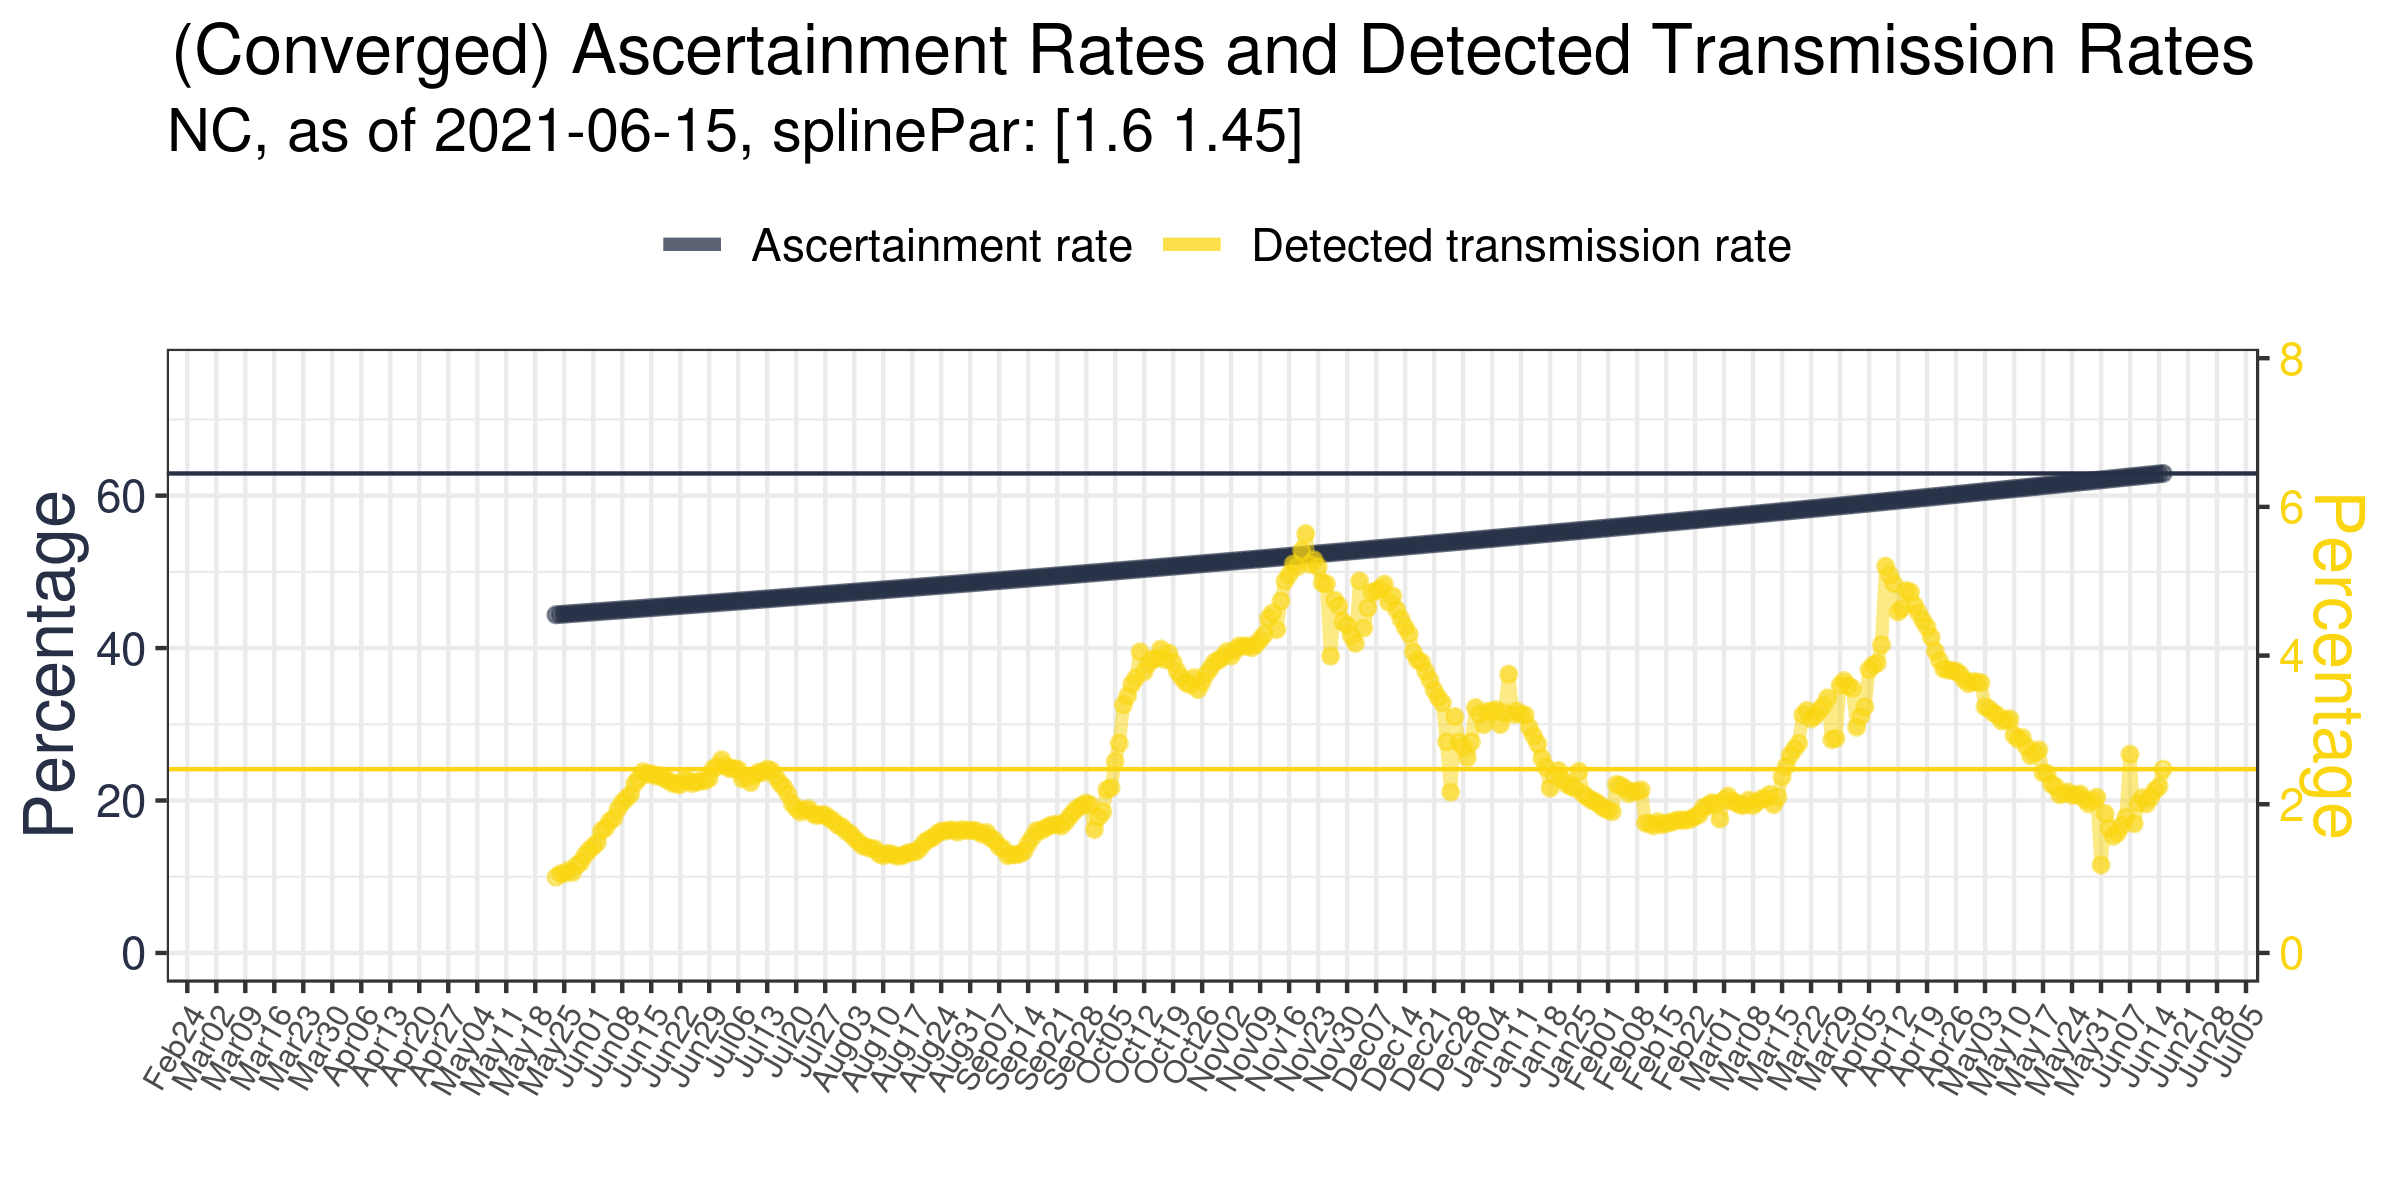 (Converged) Ascertainment Rates and Detected Transmission Rates
NC, as of 2021-06-15, splinePar: [1.6 1.45]
Ascertainment rate Detected transmission rate
Percentage
60
40
20
0
8
6
4
2
0
Percentage
Feb24 Mar02 Mar09 Mar16 Mar23 Mar30 Apr06 Apr13 Apr20 Apr27 May04 May11 May18 May25 Jun01 Jun08 Jun15 Jun22 Jun29 Jul06 Jul13 Jul20 Jul27 Aug03 Aug10 Aug17 Aug24 Aug31 Sep07 Sep14 Sep21 Sep28 Oct05 Oct12 Oct19 Oct26 Nov02 Nov09 Nov16 Nov23 Nov30 Dec07 Dec14 Dec21 Dec28 Jan04 Jan11 Jan18 Jan25 Feb01 Feb08 Feb15 Feb22 Mar01 Mar08 Mar15 Mar22 Mar29 Apr05 Apr12 Apr19 Apr26 May03 May10 May17 May24 May31 Jun07 Jun14 Jun21 Jun28 Jul05